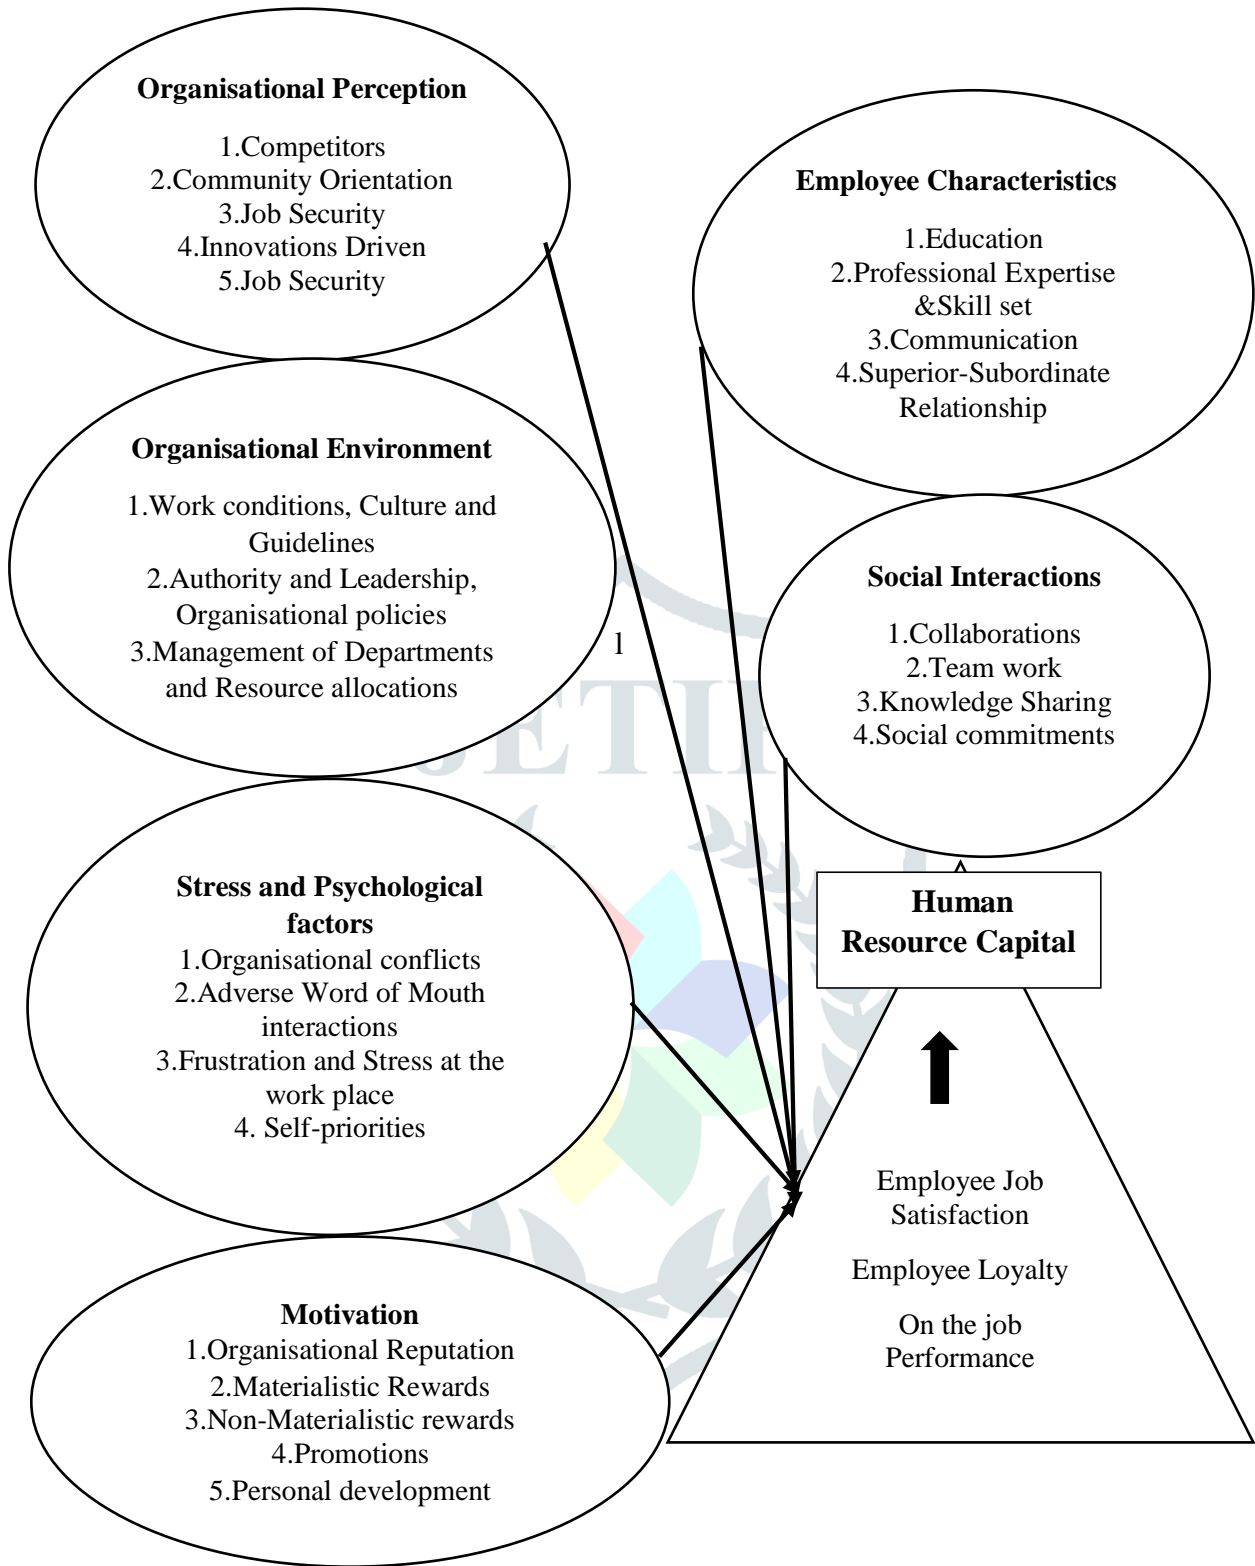 Organisational Perception
1.Competitors
2.Community Orientation
3.Job Security
4.Innovations Driven
5.Job Security
Organisational Environment
1.Work conditions, Culture and
Guidelines
2.Authority and Leadership,
Organisational policies
3.Management of Departments
and Resource allocations
Stress and Psychological
factors
1.Organisational conflicts
2.Adverse Word of Mouth
interactions
3.Frustration and Stress at the
work place
4. Self-priorities
Motivation
1.Organisational Reputation
2.Materialistic Rewards
3.Non-Materialistic rewards
4.Promotions
5.Personal development
l
JETIR
Employee Characteristics
1.Education
2.Professional Expertise
&Skill set
3.Communication
4.Superior-Subordinate
Relationship
Social Interactions
1.Collaborations
2.Team work
3.Knowledge Sharing
4.Social commitments
Human
Resource Capital
Employee Job
Satisfaction
Employee Loyalty
On the job
Performance